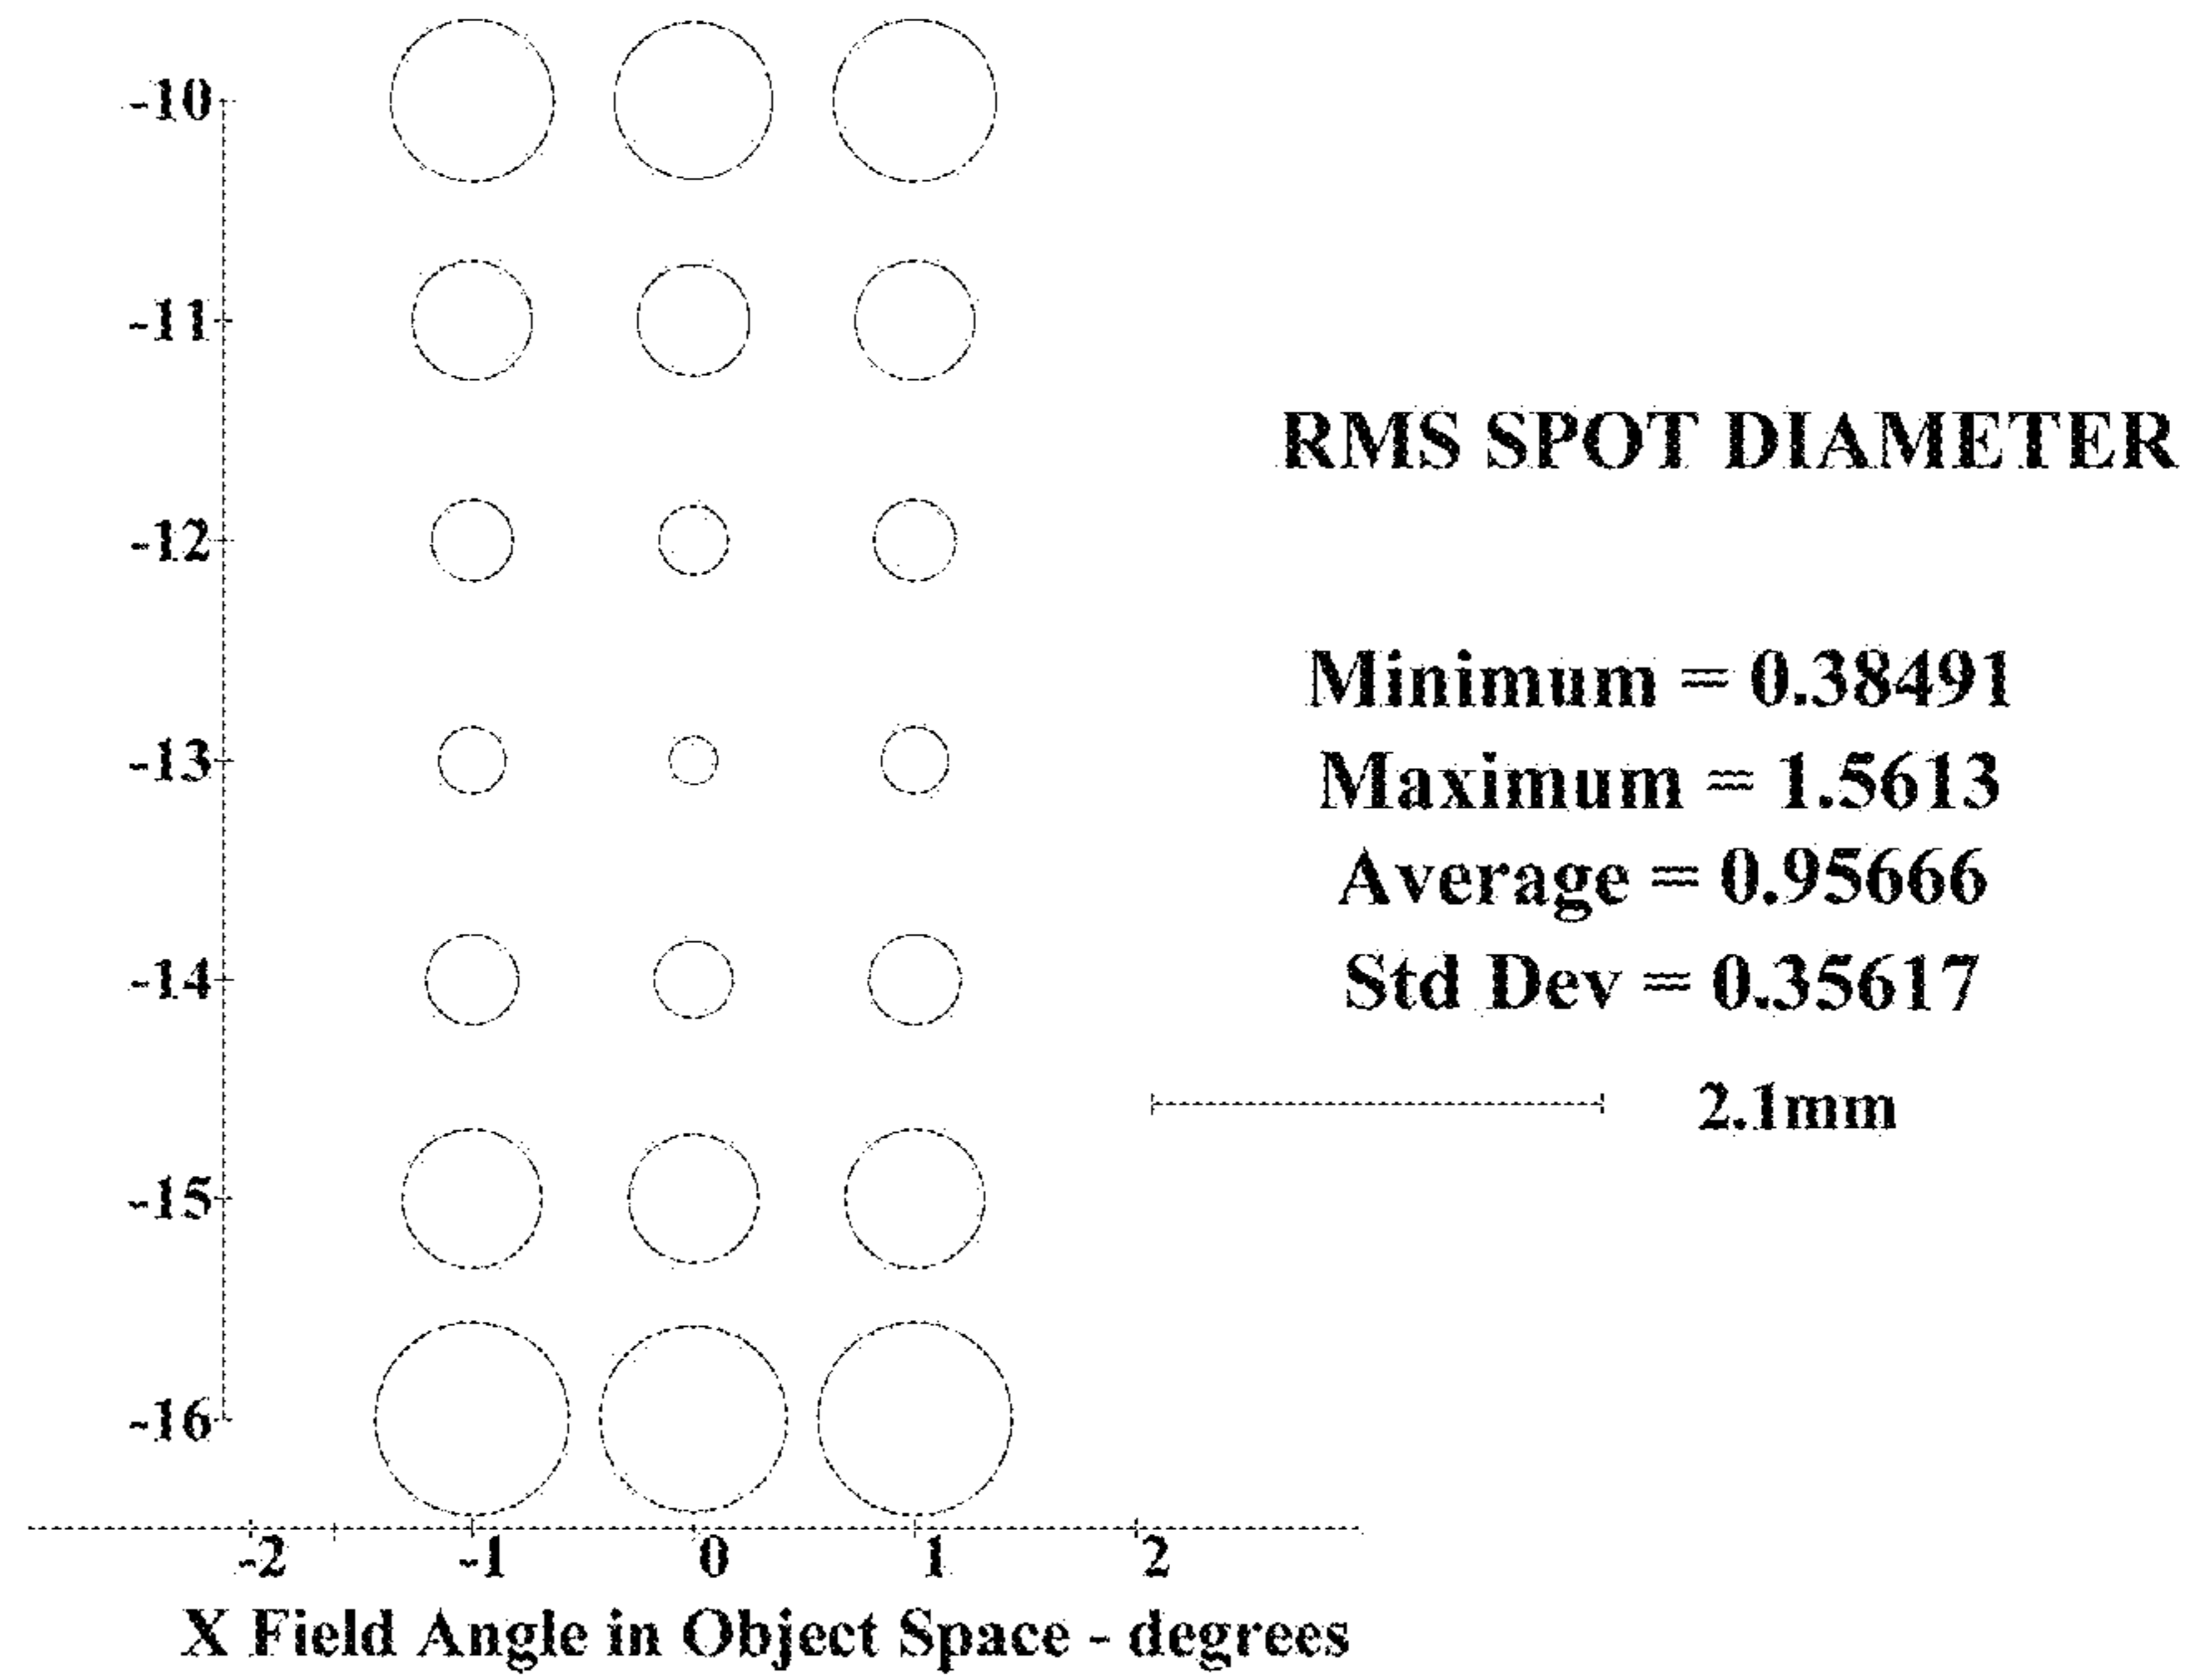 -10
-11
-12
-13
-14
-15
-16
-2 -1 0 1 2
X Field Angle in Object Space - degrees
RMS SPOT DIAMETER
Minimum = 0.38491
Maximum = 1.5613
Average = 0.95666
Std Dev = 0.35617
2.1mm